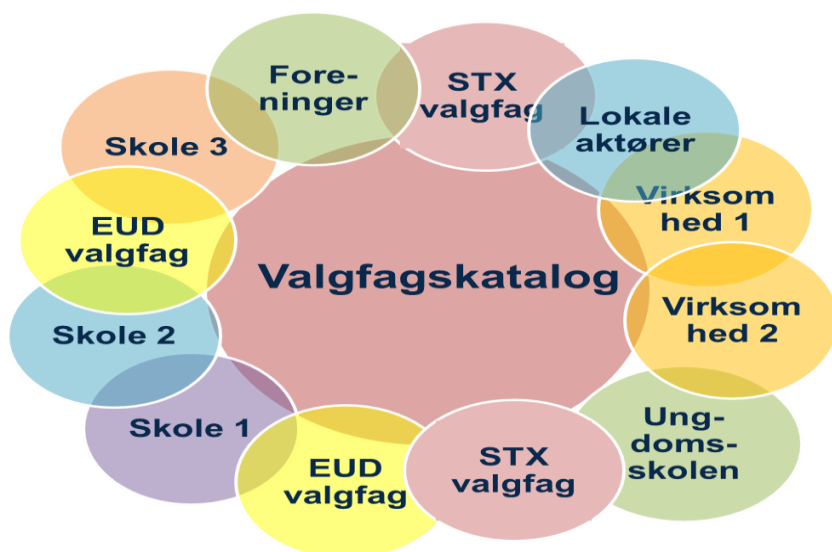 Fore-
ninger
STX
valgfag
Lokale
aktører
Skole 3
Virksom
hed 1
EUD
valgfag
Valgfagskatalog
Virksom
hed 2
Skole 2
Skole 1
Ung-
doms-
skolen
EUD
valgfag
STX
valgfag